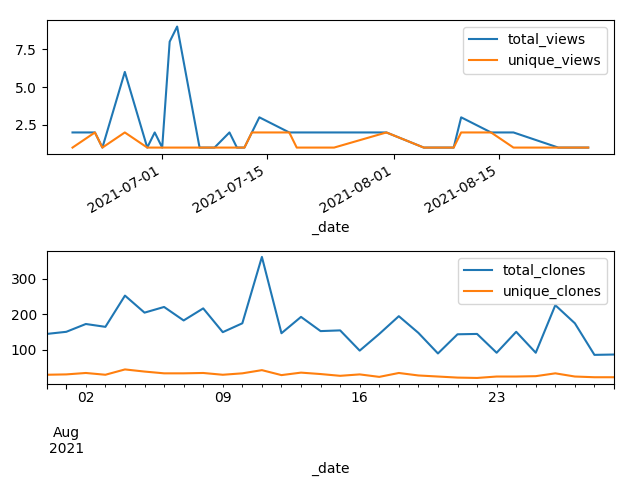 total_views
unique_views
7.5
5.0
2.5
2021-07-01
2021-07-15
2021-08-01
2021-08-15
_date
total_clones
unique_clones
300
200
100
02
09
16
23
Aug
2021
_date